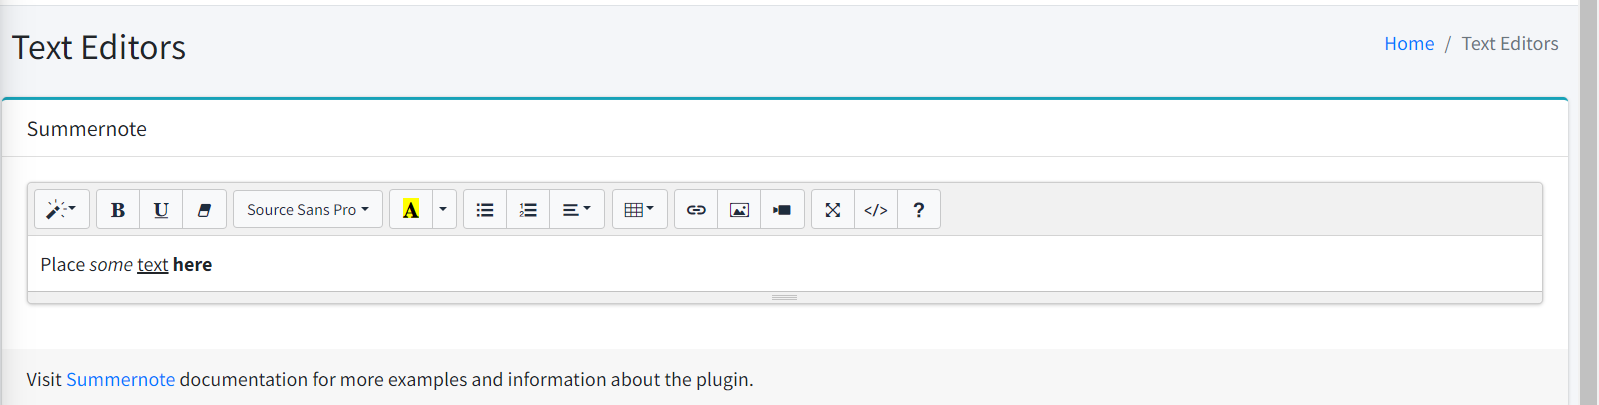 Text Editors
Home / Text Editors
Summernote
B U Source Sans Pro A </> ?
Place some text here
Visit Summernote documentation for more examples and information about the plugin.